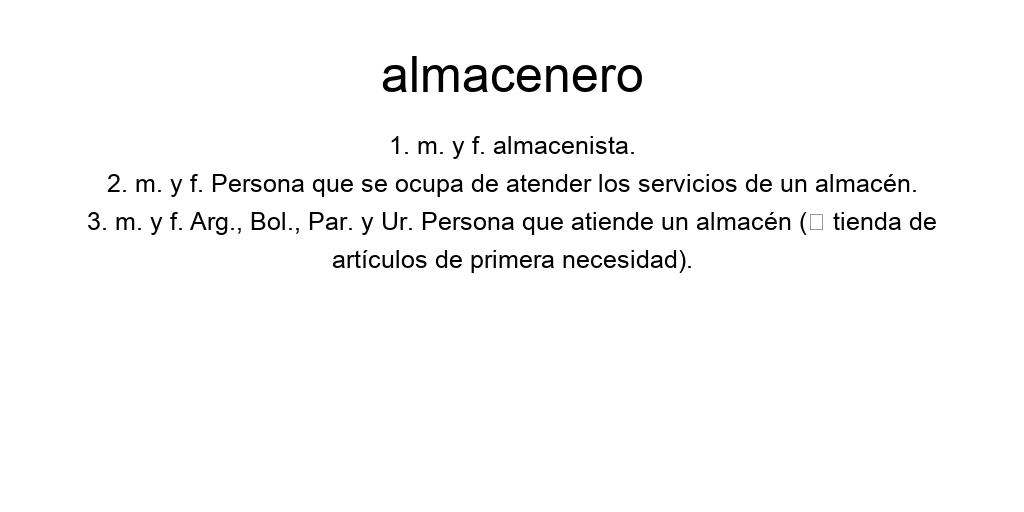 almacenero
1. m. y f. almacenista.
2. m. y f. Persona que se ocupa de atender los servicios de un almacén.
3. m. y f. Arg., Bol., Par. y Ur. Persona que atiende un almacén (□ tienda de
artículos de primera necesidad).